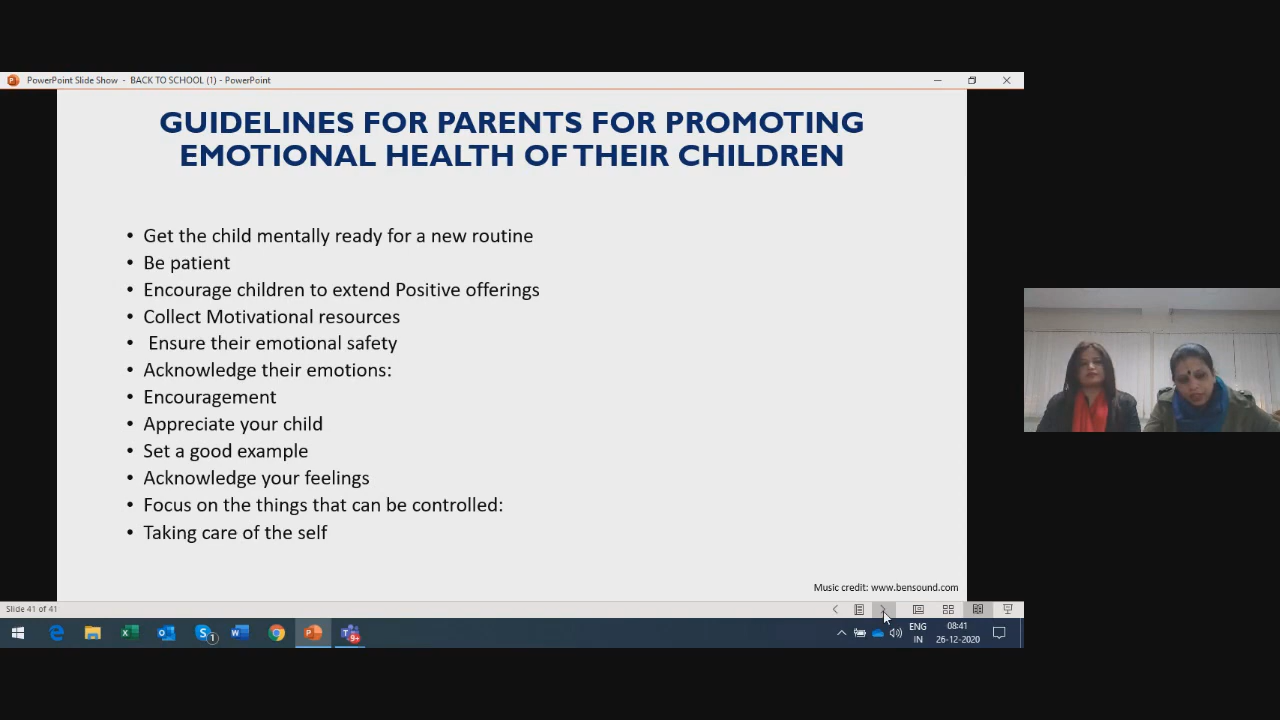 PowerPoint Slide Show - BACK TO SCHOOL (1) - PowerPoint
GUIDELINES FOR PARENTS FOR PROMOTING
EMOTIONAL HEALTH OF THEIR CHILDREN
• Get the child mentally ready for a new routine
• Be patient
• Encourage children to extend Positive offerings
• Collect Motivational resources
• Ensure their emotional safety
• Acknowledge their emotions:
• Encouragement
• Appreciate your child
• Set a good example
• Acknowledge your feelings
• Focus on the things that can be controlled:
• Taking care of the self
Music credit: www.bensound.com
Slide 41 of 41
ENG
IN
08:41
26-12-2020
1
9+